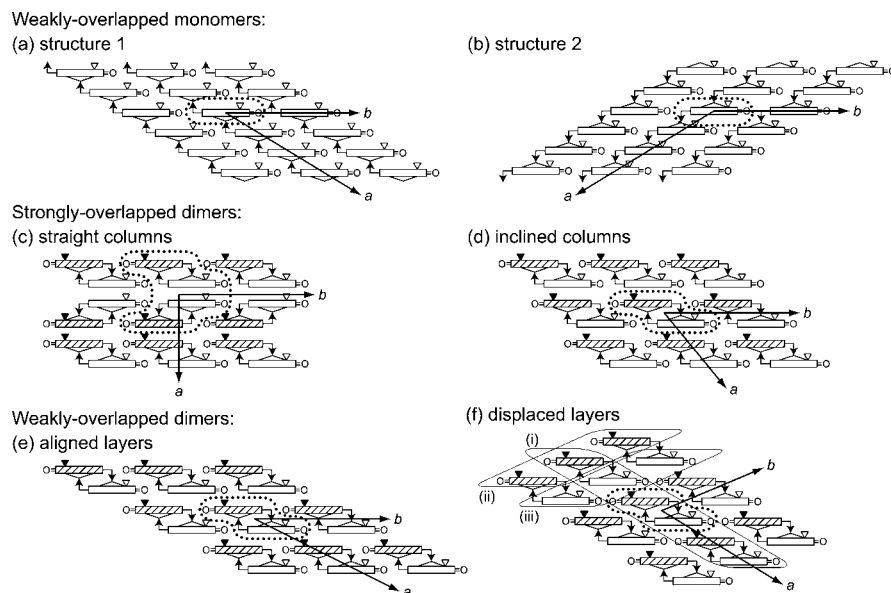 Weakly-overlapped monomers:
(a) structure 1
(b) structure 2
b
a
b
a
Strongly-overlapped dimers:
(c) straight columns
(d) inclined columns
b
a
b
a
Weakly-overlapped dimers:
(e) aligned layers
(f) displaced layers
(i)
(ii)
(iii)
b
a
b
a